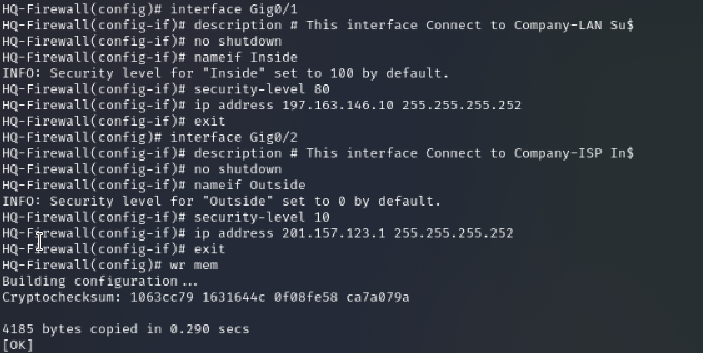 HQ-Firewall(config)# interface Gig0/1
HQ-Firewall(config-if)# description # This interface Connect to Company-LAN Su$
HQ-Firewall(config-if)# no shutdown
HQ-Firewall(config-if)# nameif Inside
INFO: Security level for "Inside" set to 100 by default.
HQ-Firewall(config-if)# security-level 80
HQ-Firewall(config-if)# ip address 197.163.146.10 255.255.255.252
HQ-Firewall(config-if)# exit
HQ-Firewall(config)# interface Gig0/2
HQ-Firewall(config-if)# description # This interface Connect to Company-ISP In$
HQ-Firewall(config-if)# no shutdown
HQ-Firewall(config-if)# nameif Outside
INFO: Security level for "Outside" set to 0 by default.
HQ-Firewall(config-if)# security-level 10
HQ-Firewall(config-if)# ip address 201.157.123.1 255.255.255.252
HQ-Firewall(config-if)# exit
HQ-Firewall(config)# wr mem
Building configuration...
Cryptochecksum: 1063cc79 1631644c 0f08fe58 ca7a079a
4185 bytes copied in 0.290 secs
[OK]